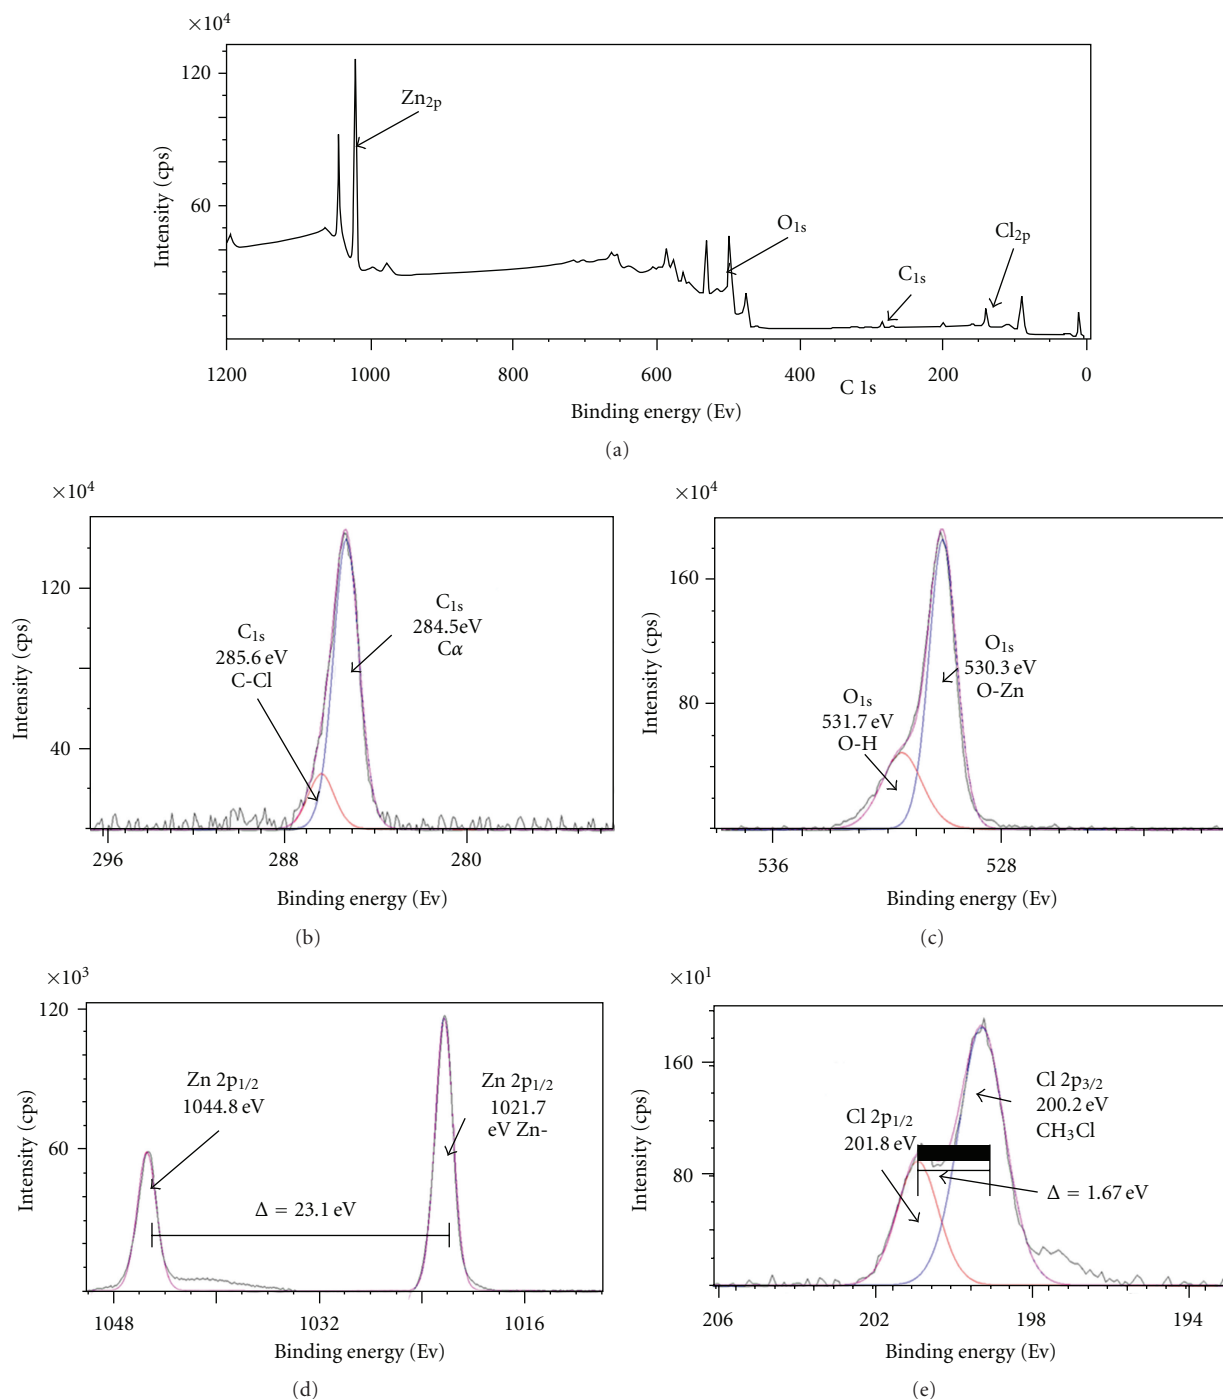 ×10⁴
120
60
Intensity (cps)
Zn₂ₚ
O₁ₛ
C₁ₛ
Cl₂ₚ
1200 1000 800 600 400 200 0
C 1s
Binding energy (Ev)
(a)
×10⁴
120
40
Intensity (cps)
C₁ₛ
284.5eV
Cα
C₁ₛ
285.6 eV
C-Cl
296 288 280
Binding energy (Ev)
(b)
×10⁴
160
80
Intensity (cps)
O₁ₛ
530.3 eV
O-Zn
O₁ₛ
531.7 eV
O-H
536 528
Binding energy (Ev)
(c)
×10³
120
60
Intensity (cps)
Zn 2p₁/₂
1044.8 eV
Zn 2p₁/₂
1021.7
eV Zn-
Δ = 23.1 eV
1048 1032 1016
Binding energy (Ev)
(d)
×10¹
160
80
Intensity (cps)
Cl 2p₃/₂
200.2 eV
CH₃Cl
Cl 2p₁/₂
201.8 eV
Δ = 1.67 eV
206 202 198 194
Binding energy (Ev)
(e)